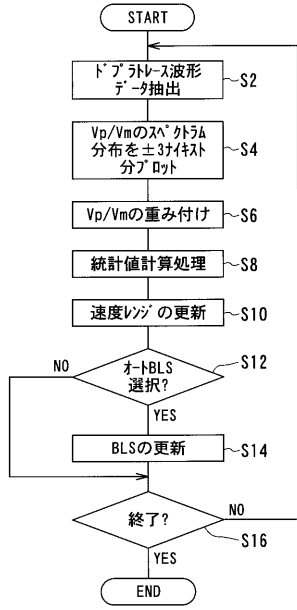 START
ドプラトレース波形
データ抽出
S2
Vp/Vmのスペクトラム
分布を±3ナイキスト
分プロット
S4
Vp/Vmの重み付け
S6
統計値計算処理
S8
速度レンジの更新
S10
オートBLS
選択?
S12
NO
YES
BLSの更新
S14
終了?
NO
S16
YES
END